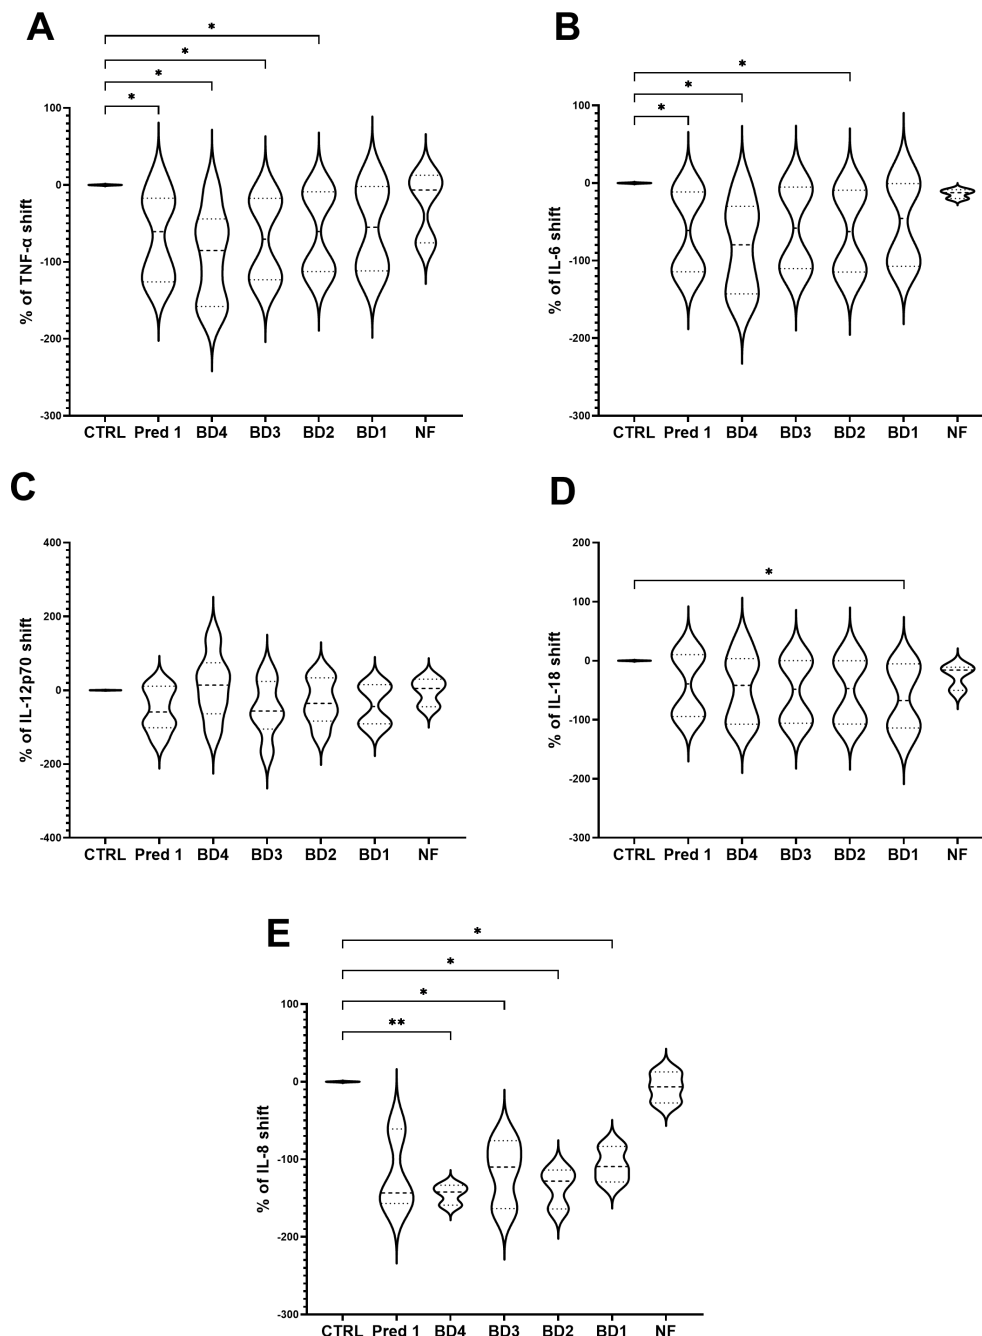 A
*
*
*
*
% of TNF-α shift
100
0
-100
-200
-300
CTRL Pred 1 BD4 BD3 BD2 BD1 NF
B
*
*
*
% of IL-6 shift
100
0
-100
-200
-300
CTRL Pred 1 BD4 BD3 BD2 BD1 NF
C
% of IL-12p70 shift
400
200
0
-200
-400
CTRL Pred 1 BD4 BD3 BD2 BD1 NF
D
*
% of IL-18 shift
200
100
0
-100
-200
-300
CTRL Pred 1 BD4 BD3 BD2 BD1 NF
E
*
*
*
**
% of IL-8 shift
100
0
-100
-200
-300
CTRL Pred 1 BD4 BD3 BD2 BD1 NF